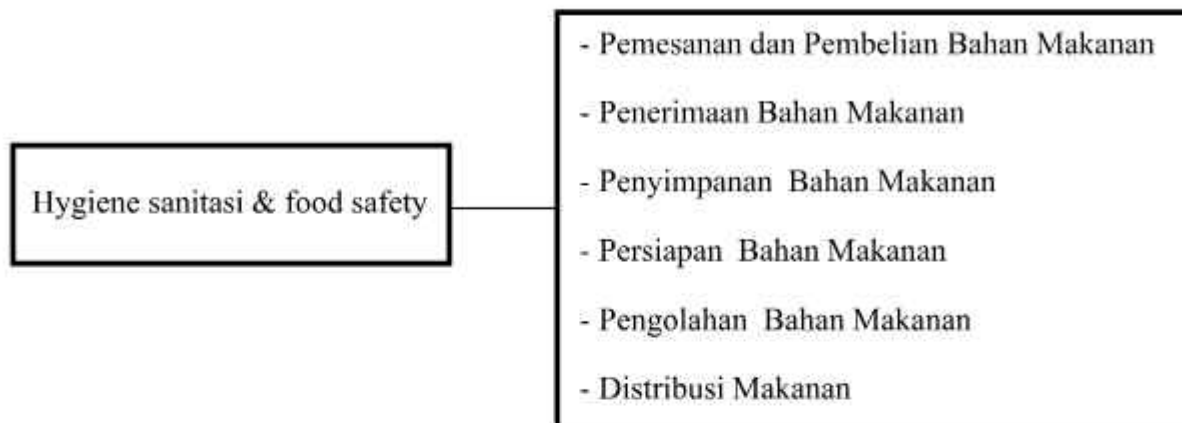 Hygiene sanitasi & food safety
- Pemesanan dan Pembelian Bahan Makanan
- Penerimaan Bahan Makanan
- Penyimpanan Bahan Makanan
- Persiapan Bahan Makanan
- Pengolahan Bahan Makanan
- Distribusi Makanan